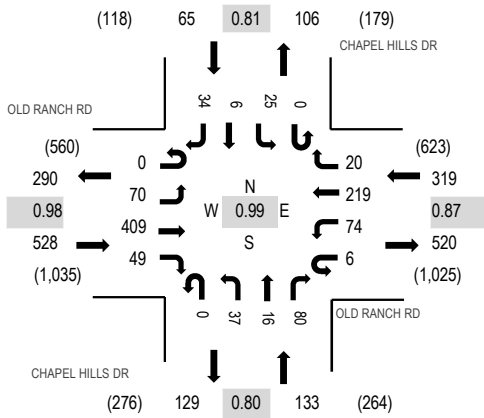 (118) 65 0.81 106 (179)
CHAPEL HILLS DR
OLD RANCH RD
34 6 25 0
(560) (623)
290 0 20 319
70 N 219
0.98 W 0.99 E 0.87
409 74
528 S 520
49 6
(1,035) (1,025)
0 37 16 80
OLD RANCH RD
CHAPEL HILLS DR
(276) 129 0.80 133 (264)